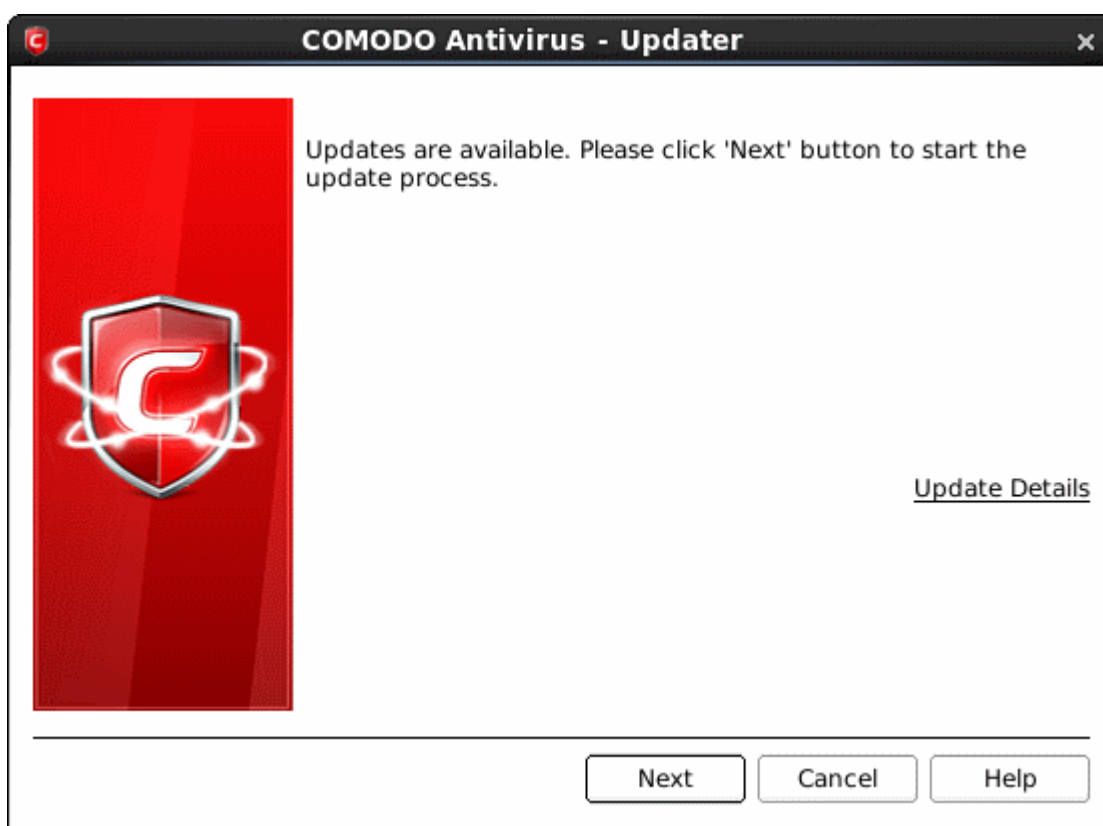 COMODO Antivirus - Updater
Updates are available. Please click 'Next' button to start the
update process.
Update Details
Next
Cancel
Help